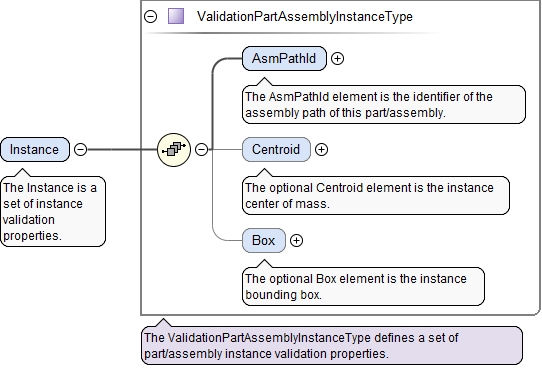 ValidationPartAssemblyInstanceType
AsmPathId
The AsmPathId element is the identifier of the
assembly path of this part/assembly.
Instance
The Instance is a
set of instance
validation
properties.
Centroid
The optional Centroid element is the instance
center of mass.
Box
The optional Box element is the instance
bounding box.
The ValidationPartAssemblyInstanceType defines a set of
part/assembly instance validation properties.